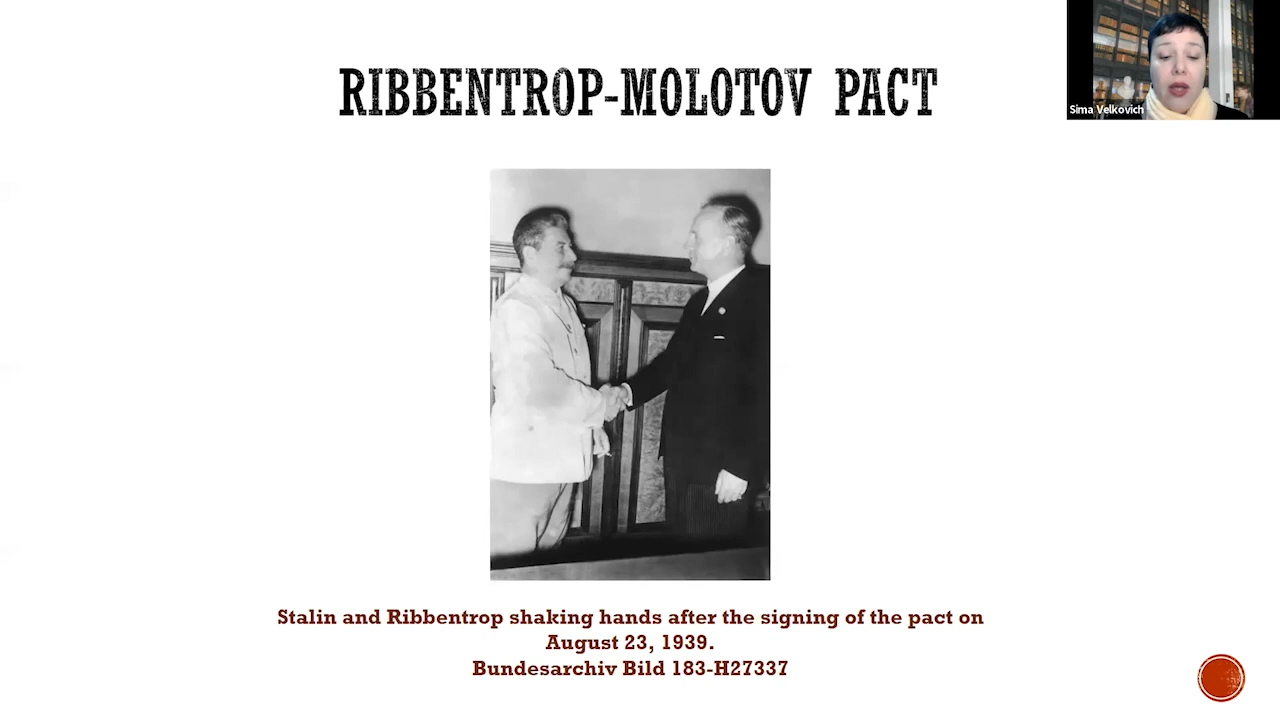 RIBBENTROP-MOLOTOV PACT
Sima Velkovich
Stalin and Ribbentrop shaking hands after the signing of the pact on
August 23, 1939.
Bundesarchiv Bild 183-H27337